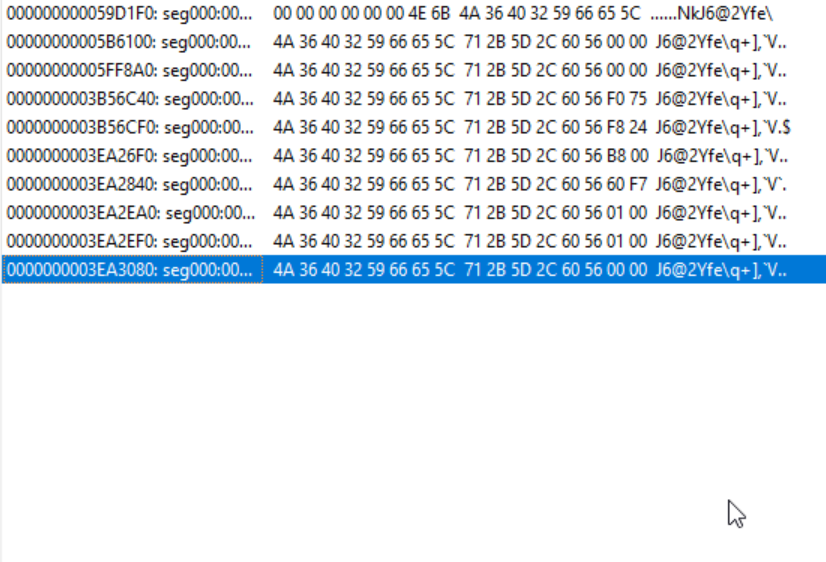 000000000059D1F0: seg000:00... 00 00 00 00 00 00 4E 6B 4A 36 40 32 59 66 65 5C ......NkJ6@2Yfe\
00000000005B6100: seg000:00... 4A 36 40 32 59 66 65 5C 71 2B 5D 2C 60 56 00 00 J6@2Yfe\q+],`V..
00000000005FF8A0: seg000:00... 4A 36 40 32 59 66 65 5C 71 2B 5D 2C 60 56 00 00 J6@2Yfe\q+],`V..
0000000003B56C40: seg000:00... 4A 36 40 32 59 66 65 5C 71 2B 5D 2C 60 56 F0 75 J6@2Yfe\q+],`V..
0000000003B56CF0: seg000:00... 4A 36 40 32 59 66 65 5C 71 2B 5D 2C 60 56 F8 24 J6@2Yfe\q+],`V.$
0000000003EA26F0: seg000:00... 4A 36 40 32 59 66 65 5C 71 2B 5D 2C 60 56 B8 00 J6@2Yfe\q+],`V..
0000000003EA2840: seg000:00... 4A 36 40 32 59 66 65 5C 71 2B 5D 2C 60 56 60 F7 J6@2Yfe\q+],`V`.
0000000003EA2EA0: seg000:00... 4A 36 40 32 59 66 65 5C 71 2B 5D 2C 60 56 01 00 J6@2Yfe\q+],`V..
0000000003EA2EF0: seg000:00... 4A 36 40 32 59 66 65 5C 71 2B 5D 2C 60 56 01 00 J6@2Yfe\q+],`V..
0000000003EA3080: seg000:00... 4A 36 40 32 59 66 65 5C 71 2B 5D 2C 60 56 00 00 J6@2Yfe\q+],`V..